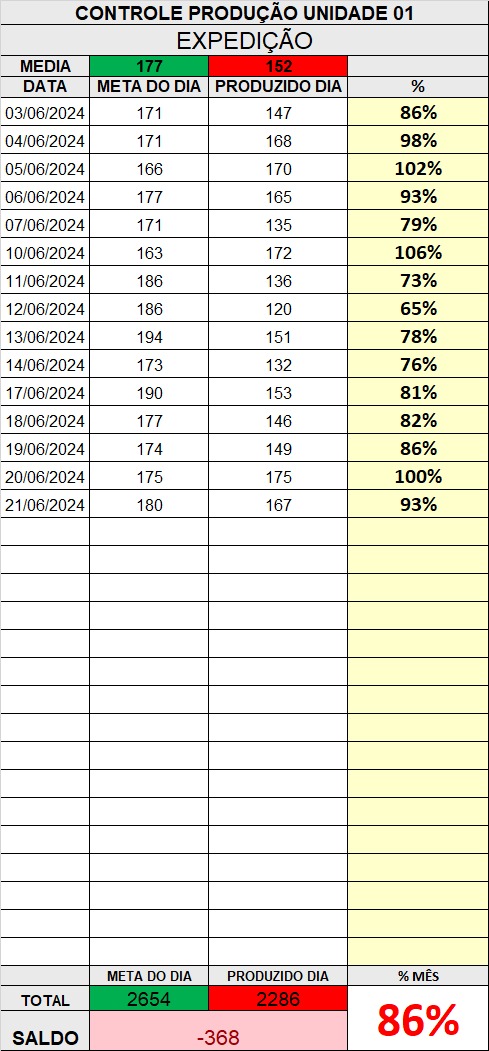 CONTROLE PRODUÇÃO UNIDADE 01
EXPEDIÇÃO
MEDIA 177 152
DATA META DO DIA PRODUZIDO DIA %
03/06/2024 171 147 86%
04/06/2024 171 168 98%
05/06/2024 166 170 102%
06/06/2024 177 165 93%
07/06/2024 171 135 79%
10/06/2024 163 172 106%
11/06/2024 186 136 73%
12/06/2024 186 120 65%
13/06/2024 194 151 78%
14/06/2024 173 132 76%
17/06/2024 190 153 81%
18/06/2024 177 146 82%
19/06/2024 174 149 86%
20/06/2024 175 175 100%
21/06/2024 180 167 93%
META DO DIA PRODUZIDO DIA % MÊS
TOTAL 2654 2286 86%
SALDO -368